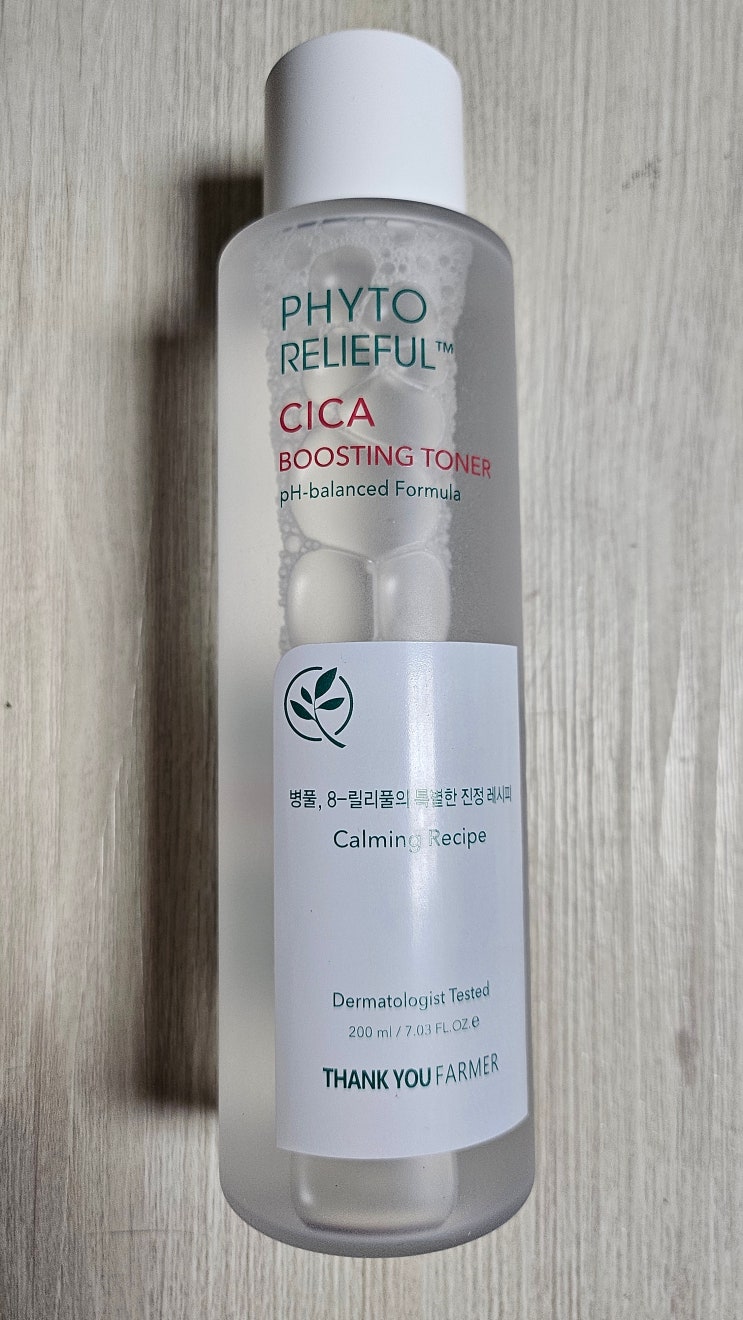 PHYTO
RELIEFUL™
CICA
BOOSTING TONER
pH-balanced Formula
병풀, 8-릴리풀의 특별한 진정 레시피
Calming Recipe
Dermatologist Tested
200 ml / 7.03 FL.OZ.e
THANK YOU FARMER